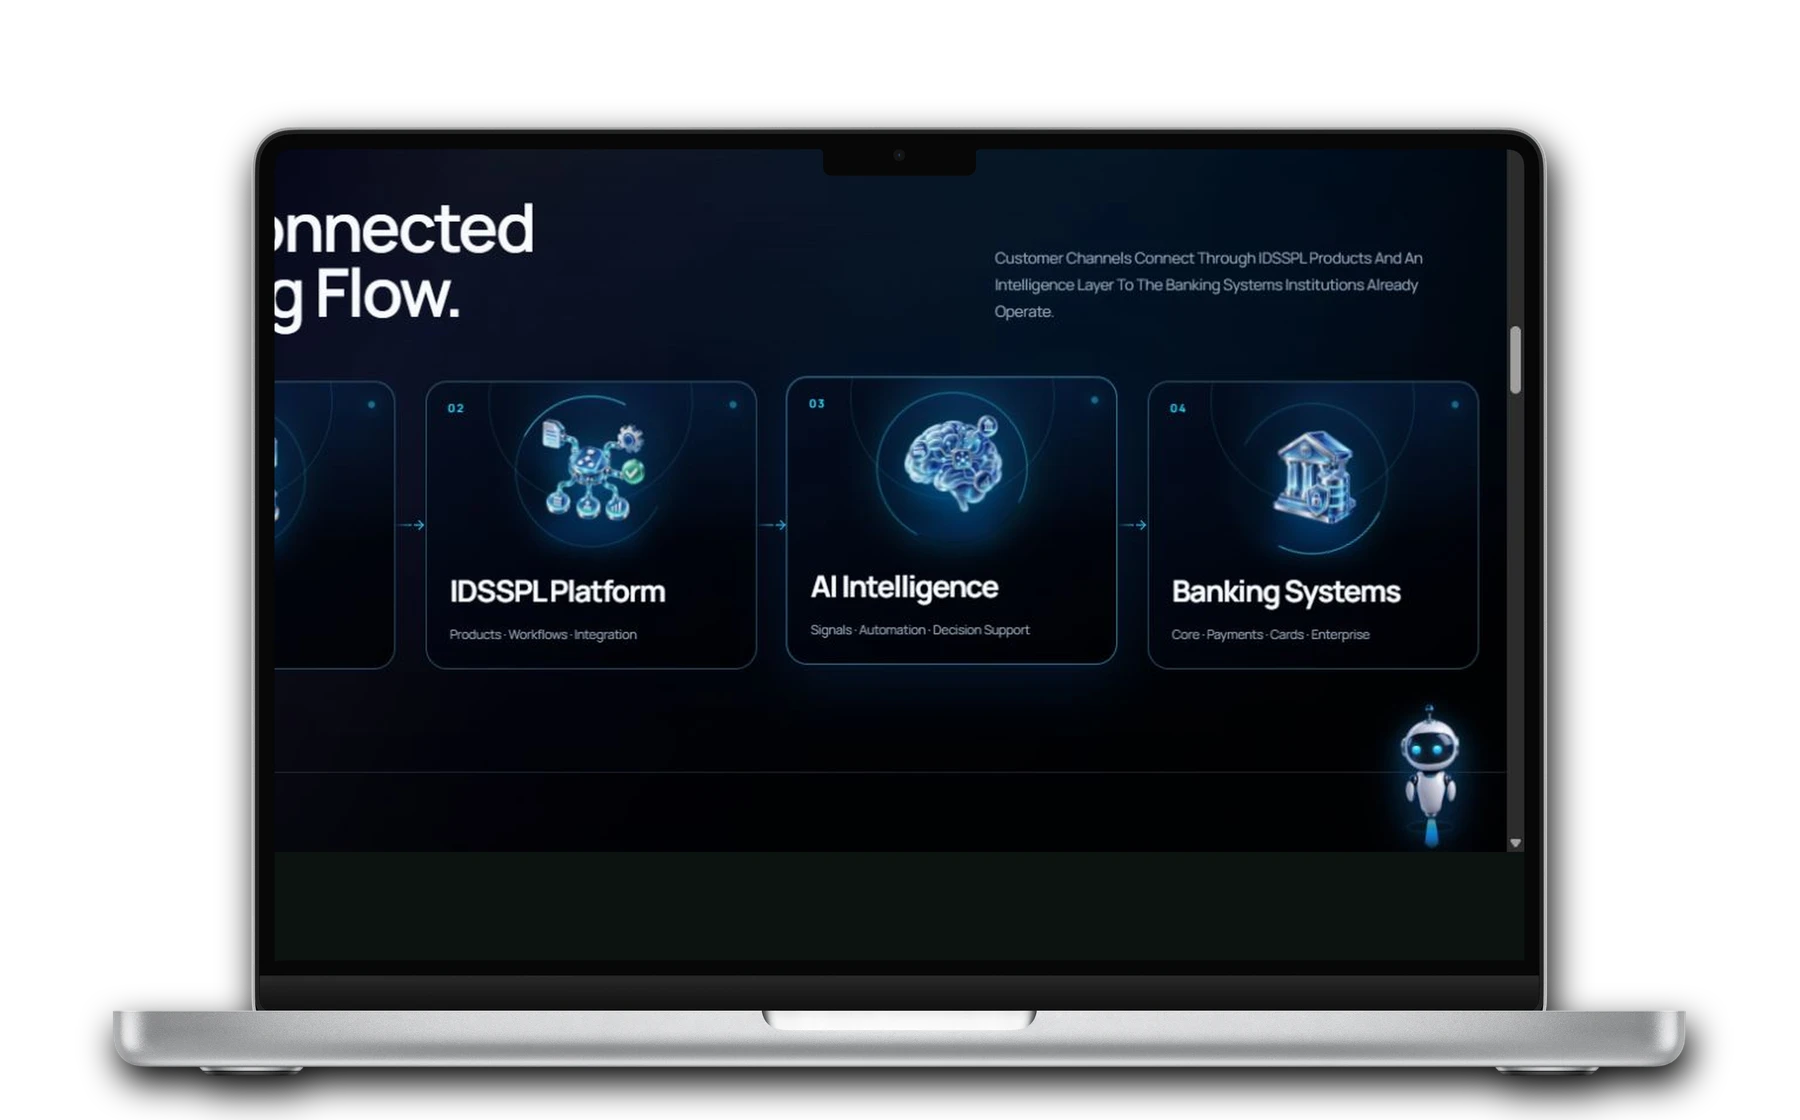 onnected
g Flow.
Customer Channels Connect Through IDSSPL Products And An
Intelligence Layer To The Banking Systems Institutions Already
Operate.
02
IDSSPL Platform
Products · Workflows · Integration
03
AI Intelligence
Signals · Automation · Decision Support
04
Banking Systems
Core · Payments · Cards · Enterprise